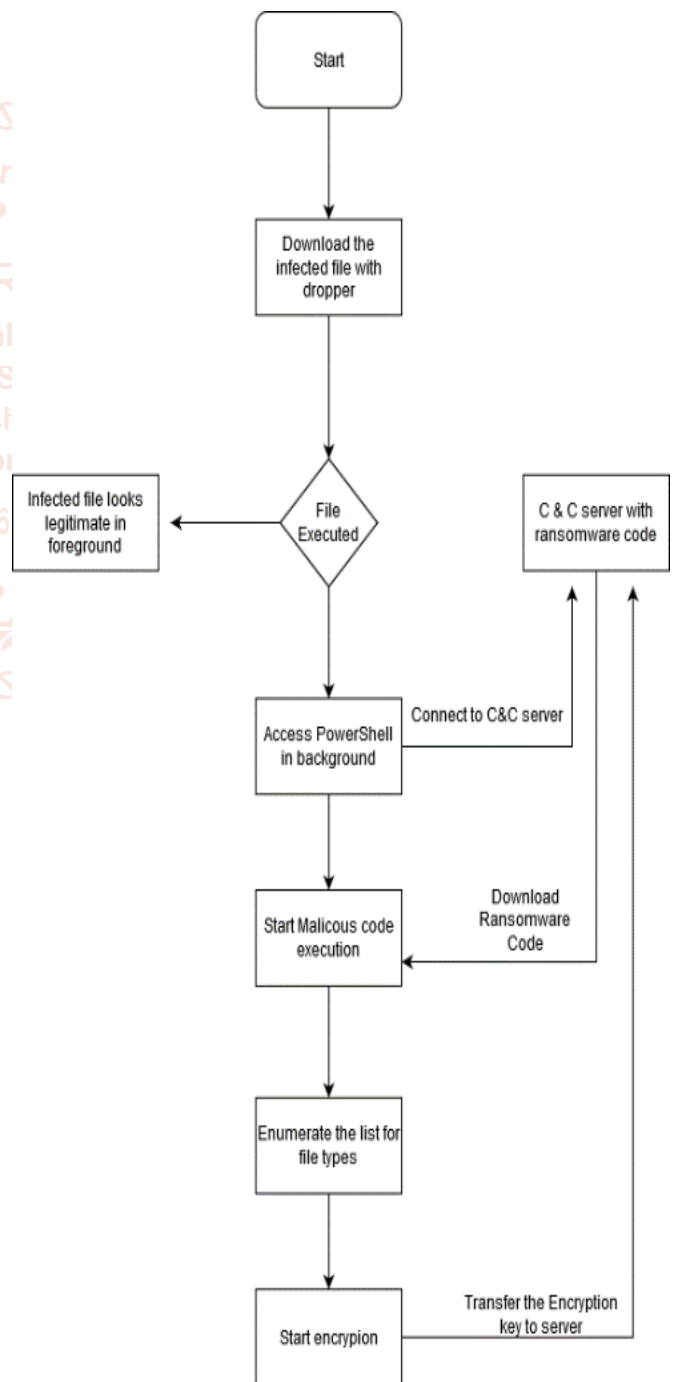 Start
Download the
infected file with
dropper
File
Executed
Infected file looks
legitimate in
foreground
C & C server with
ransomware code
Access PowerShell
in background
Connect to C&C server
Start Malicous code
execution
Download
Ransomware
Code
Enumerate the list for
file types
Start encrypion
Transfer the Encryption
key to server